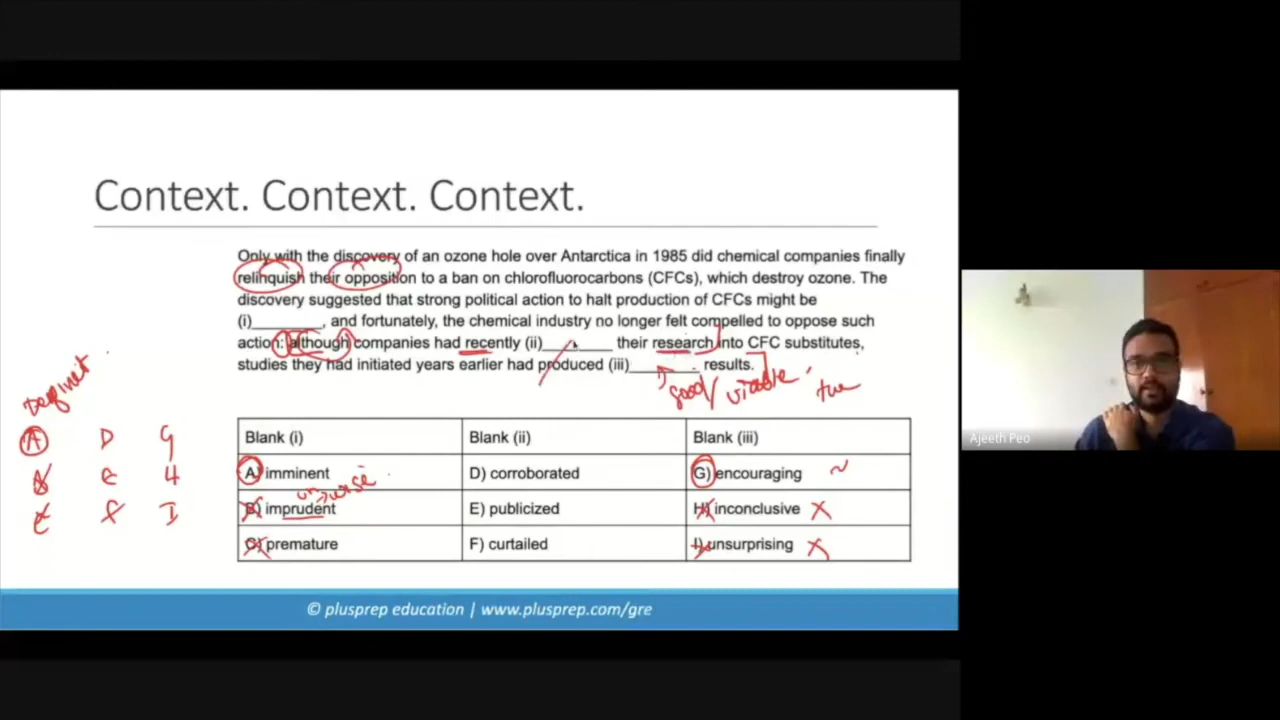 Context. Context. Context.
Only with the discovery of an ozone hole over Antarctica in 1985 did chemical companies finally
relinquish their opposition to a ban on chlorofluorocarbons (CFCs), which destroy ozone. The
discovery suggested that strong political action to halt production of CFCs might be
(i)________, and fortunately, the chemical industry no longer felt compelled to oppose such
action: although companies had recently (ii)________ their research into CFC substitutes,
studies they had initiated years earlier had produced (iii)________ results.
good/ viable
Blank (i) Blank (ii) Blank (iii)
A) imminent D) corroborated G) encouraging
un wise
B) imprudent E) publicized H) inconclusive
C) premature F) curtailed I) unsurprising
A D G
B E H
C F I
© plusprep education | www.plusprep.com/gre
Ajeeth Peo